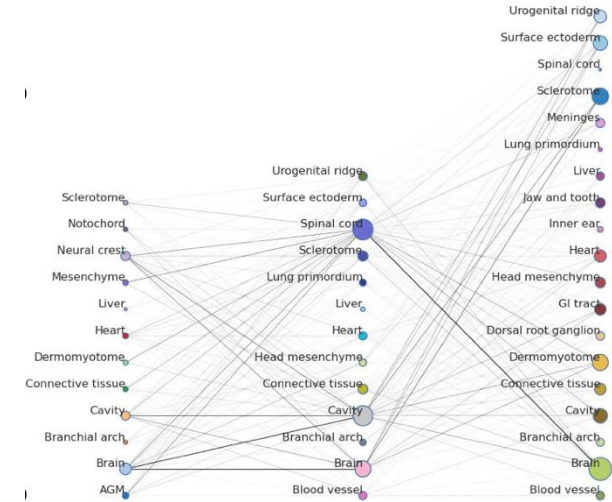 Urogenital ridge
Surface ectoderm
Spinal cord
Sclerotome
Meninges
Lung primordium
Liver
Jaw and tooth
Inner ear
Heart
Head mesenchyme
GI tract
Dorsal root ganglion
Dermomyotome
Connective tissue
Cavity
Branchial arch
Brain
Blood vessel
Urogenital ridge
Surface ectoderm
Spinal cord
Sclerotome
Lung primordium
Liver
Heart
Head mesenchyme
Connective tissue
Cavity
Branchial arch
Brain
Blood vessel
Sclerotome
Notochord
Neural crest
Mesenchyme
Liver
Heart
Dermomyotome
Connective tissue
Cavity
Branchial arch
Brain
AGM